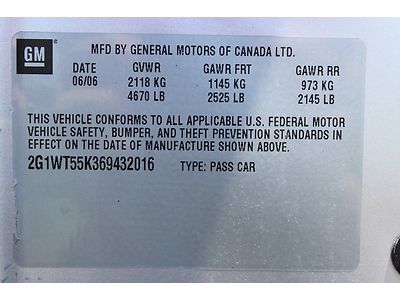 GM
MFD BY GENERAL MOTORS OF CANADA LTD.
DATE GVWR GAWR FRT GAWR RR
06/06 2118 KG 1145 KG 973 KG
4670 LB 2525 LB 2145 LB
THIS VEHICLE CONFORMS TO ALL APPLICABLE U.S. FEDERAL MOTOR
VEHICLE SAFETY, BUMPER, AND THEFT PREVENTION STANDARDS IN
EFFECT ON THE DATE OF MANUFACTURE SHOWN ABOVE.
2G1WT55K369432016 TYPE: PASS CAR